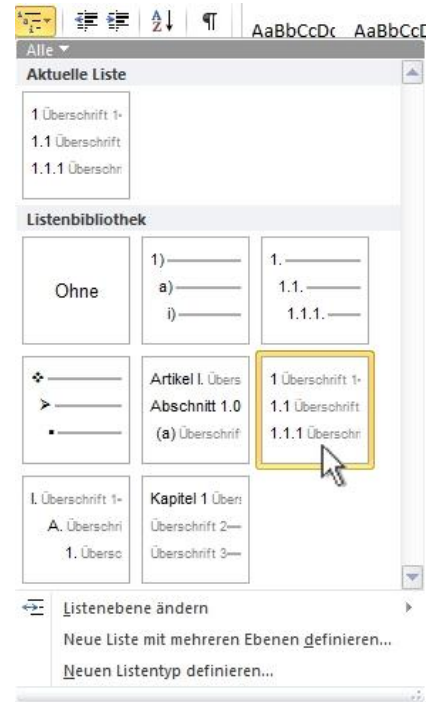 AaBbCcDc AaBbCcD
Alle
Aktuelle Liste
1 Überschrift 1
1.1 Überschrift
1.1.1 Überschr
Listenbibliothek
Ohne
1)
a)
i)
1.
1.1.
1.1.1.
Artikel I. Übers
Abschnitt 1.0
(a) Überschrif
1 Überschrift 1
1.1 Überschrift
1.1.1 Überschr
I. Überschrift 1
A. Überschri
1. Übersc
Kapitel 1 Übers
Überschrift 2
Überschrift 3
Listenebene ändern
Neue Liste mit mehreren Ebenen definieren...
Neuen Listentyp definieren...